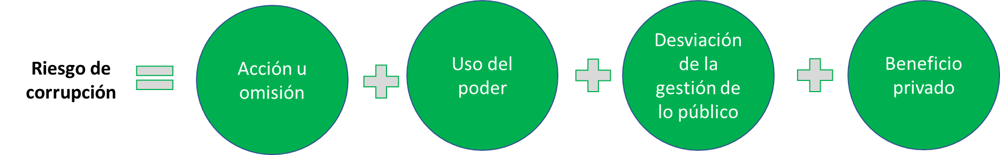 Riesgo de
corrupción
Acción u
omisión
Uso del
poder
Desviación
de la
gestión de
lo público
Beneficio
privado